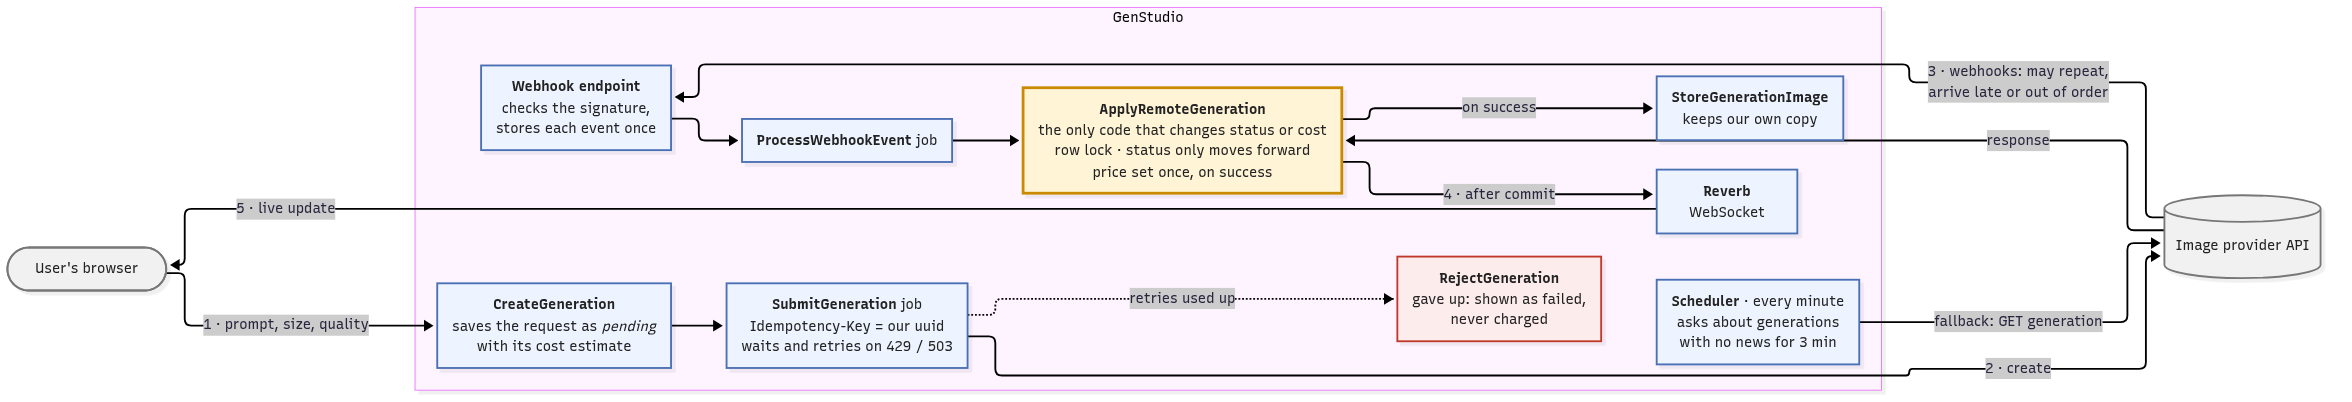 GenStudio
Webhook endpoint
checks the signature,
stores each event once
ProcessWebhookEvent job
ApplyRemoteGeneration
the only code that changes status or cost
row lock · status only moves forward
price set once, on success
on success
StoreGenerationImage
keeps our own copy
3 · webhooks: may repeat,
arrive late or out of order
response
4 · after commit
Reverb
WebSocket
5 · live update
User's browser
Image provider API
1 · prompt, size, quality
CreateGeneration
saves the request as pending
with its cost estimate
SubmitGeneration job
Idempotency-Key = our uuid
waits and retries on 429 / 503
retries used up
RejectGeneration
gave up: shown as failed,
never charged
Scheduler · every minute
asks about generations
with no news for 3 min
fallback: GET generation
2 · create